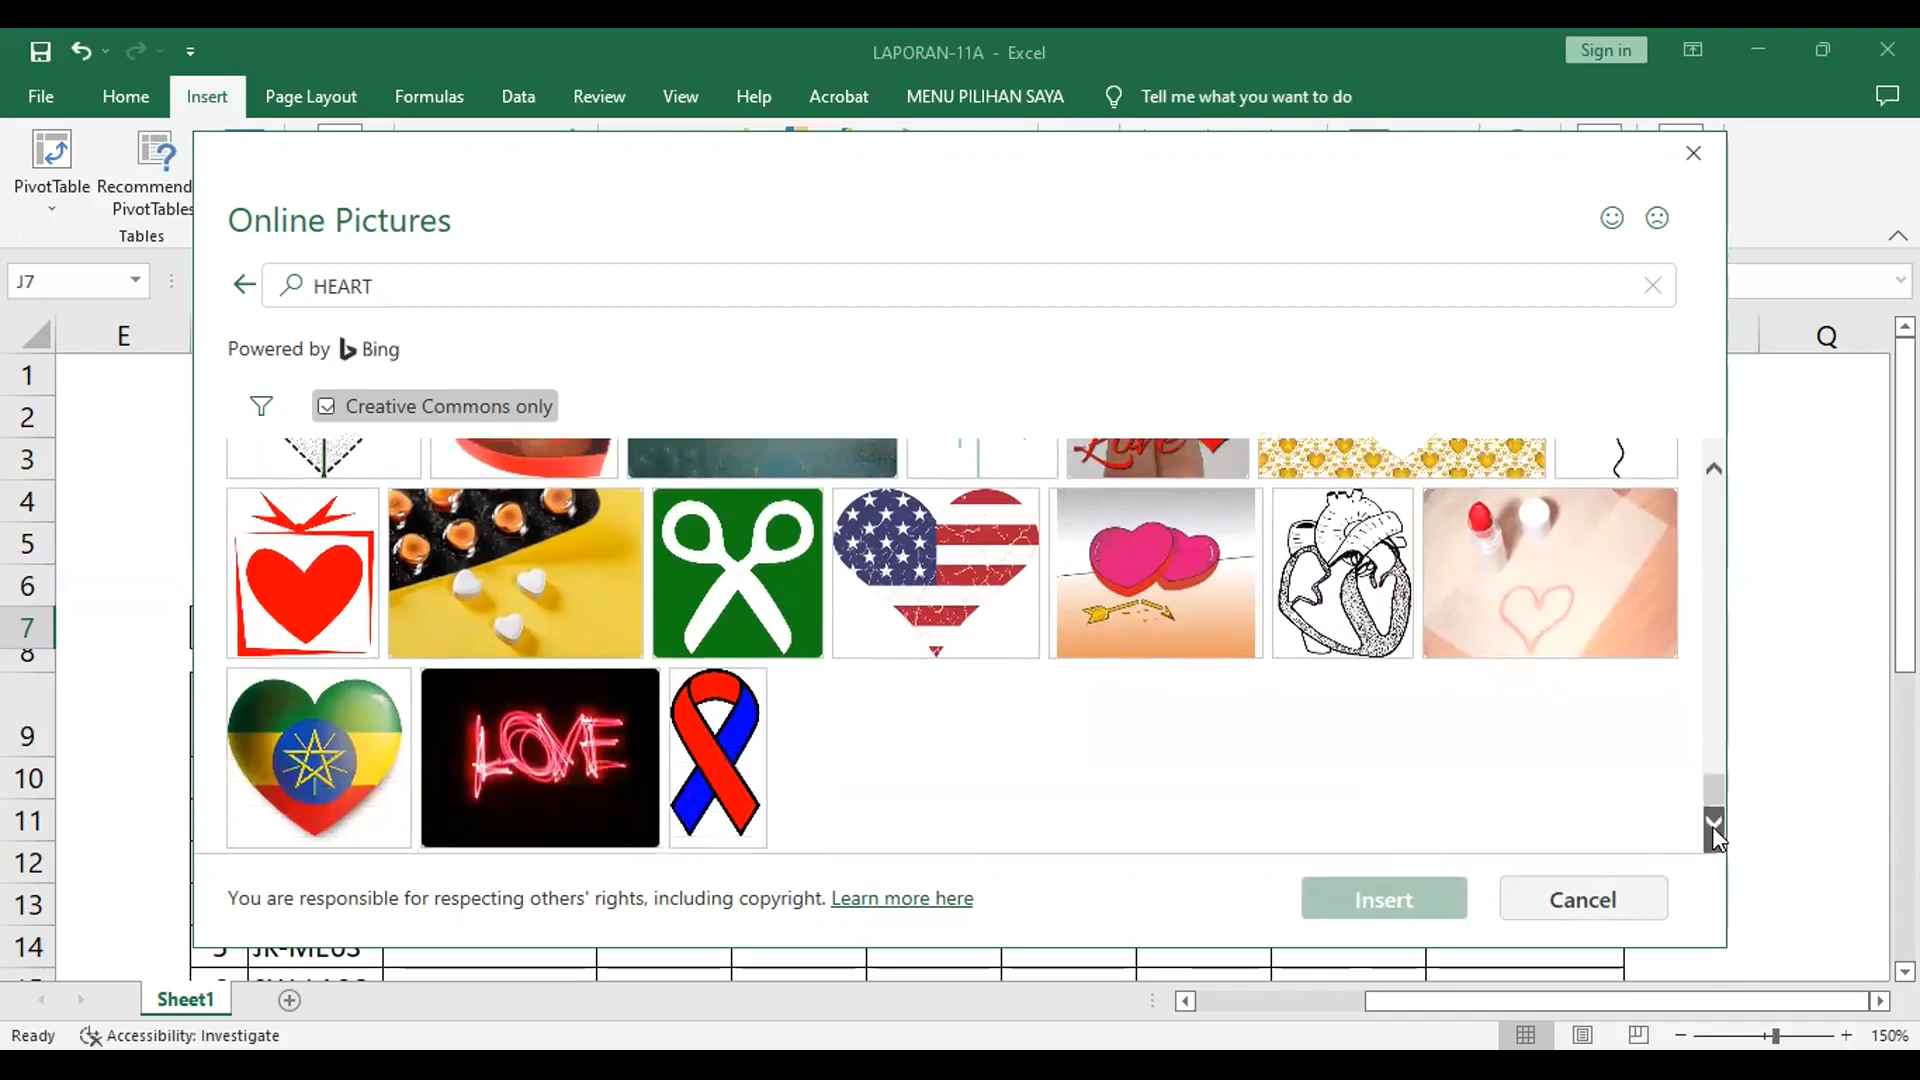 LAPORAN-11A - Excel
Sign in
File Home Insert Page Layout Formulas Data Review View Help Acrobat MENU PILIHAN SAYA Tell me what you want to do
PivotTable
Recommend
PivotTables
Tables
Online Pictures
J7
HEART
Powered by Bing
E
Q
Creative Commons only
1
2
3
4
5
6
7
8
9
10
11
12
13
14
Love
LOVE
You are responsible for respecting others' rights, including copyright. Learn more here
Insert
Cancel
JR-MEUS
Sheet1
Ready
Accessibility: Investigate
150%